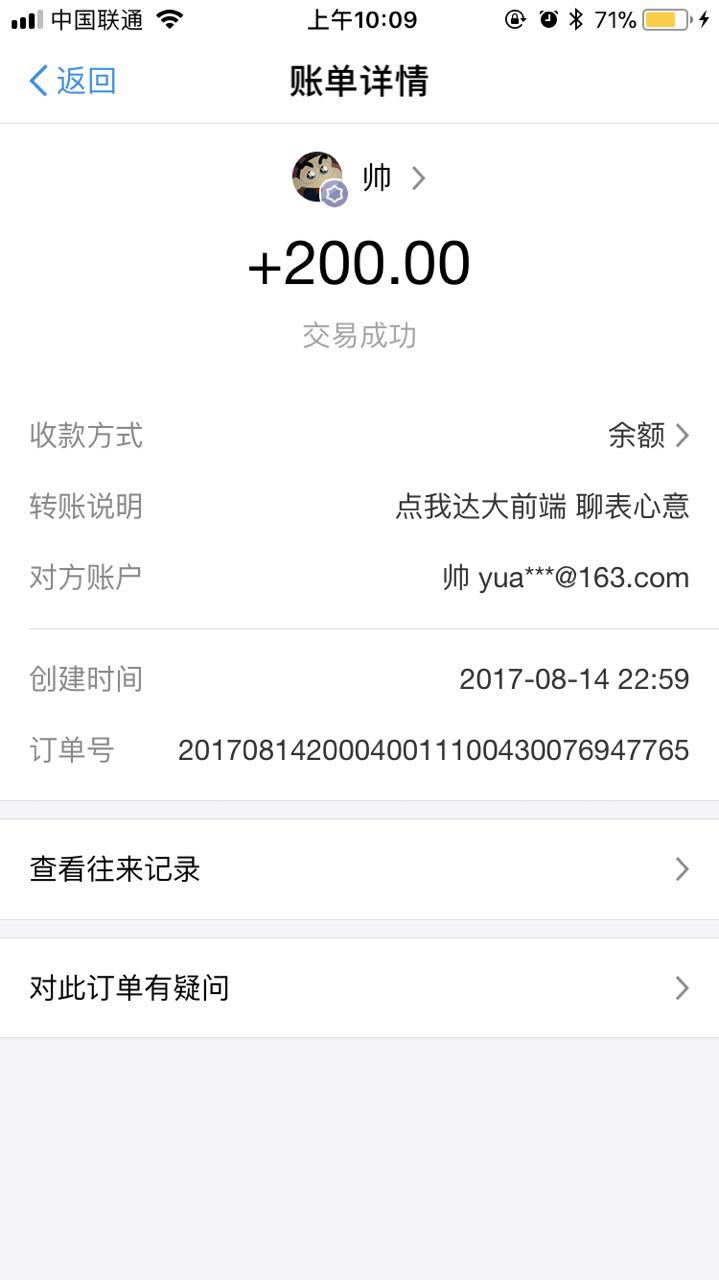 中国联通 上午10:09 71%
返回 账单详情
帅
+200.00
交易成功
收款方式 余额
转账说明 点我达大前端 聊表心意
对方账户 帅 yua***@163.com
创建时间 2017-08-14 22:59
订单号 20170814200040011100430076947765
查看往来记录
对此订单有疑问